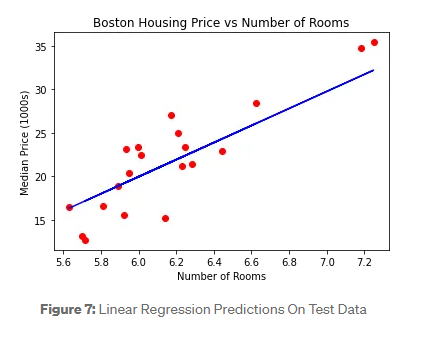 Boston Housing Price vs Number of Rooms
35
30
25
20
15
Median Price (1000s)
5.6 5.8 6.0 6.2 6.4 6.6 6.8 7.0 7.2
Number of Rooms
Figure 7: Linear Regression Predictions On Test Data